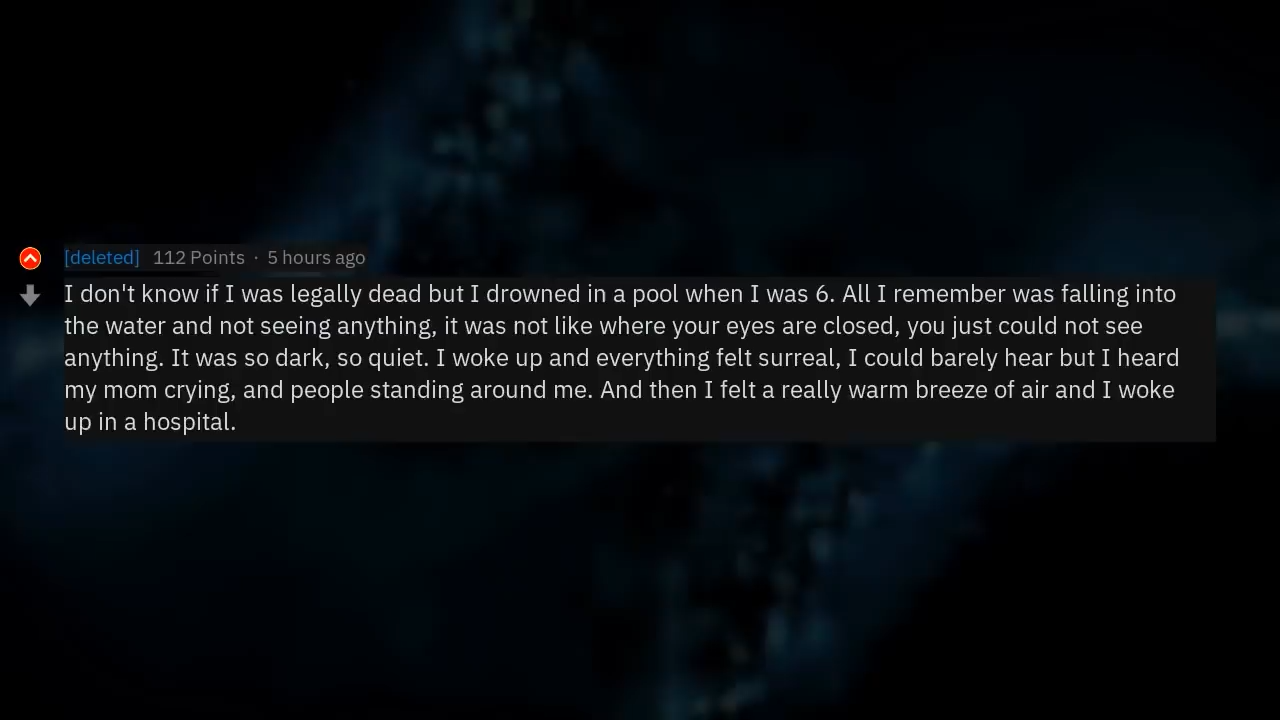 [deleted] 112 Points · 5 hours ago
I don't know if I was legally dead but I drowned in a pool when I was 6. All I remember was falling into
the water and not seeing anything, it was not like where your eyes are closed, you just could not see
anything. It was so dark, so quiet. I woke up and everything felt surreal, I could barely hear but I heard
my mom crying, and people standing around me. And then I felt a really warm breeze of air and I woke
up in a hospital.